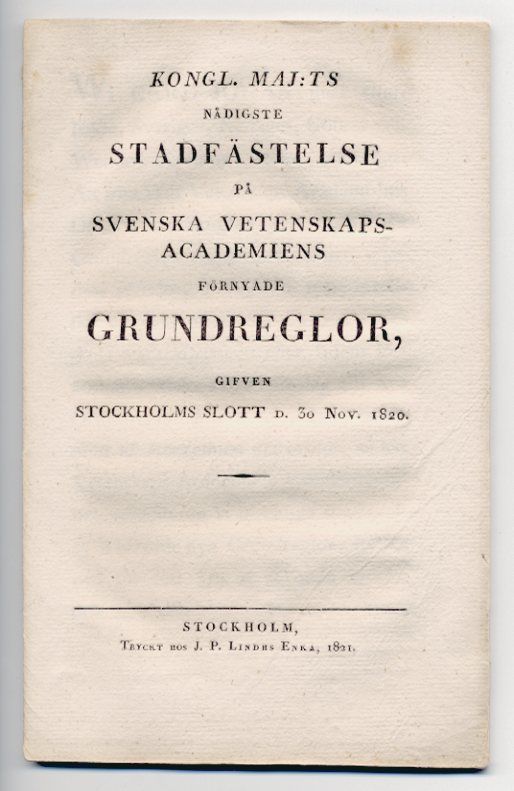 KONGL. MAJ:TS
NÅDIGSTE
STADFÄSTELSE
PÅ
SVENSKA VETENSKAPS-
ACADEMIENS
FÖRNYADE
GRUNDREGLOR,
GIFVEN
STOCKHOLMS SLOTT D. 30 Nov. 1820.
STOCKHOLM,
TRYCKT HOS J. P. LINDHS ENKA, 1821.